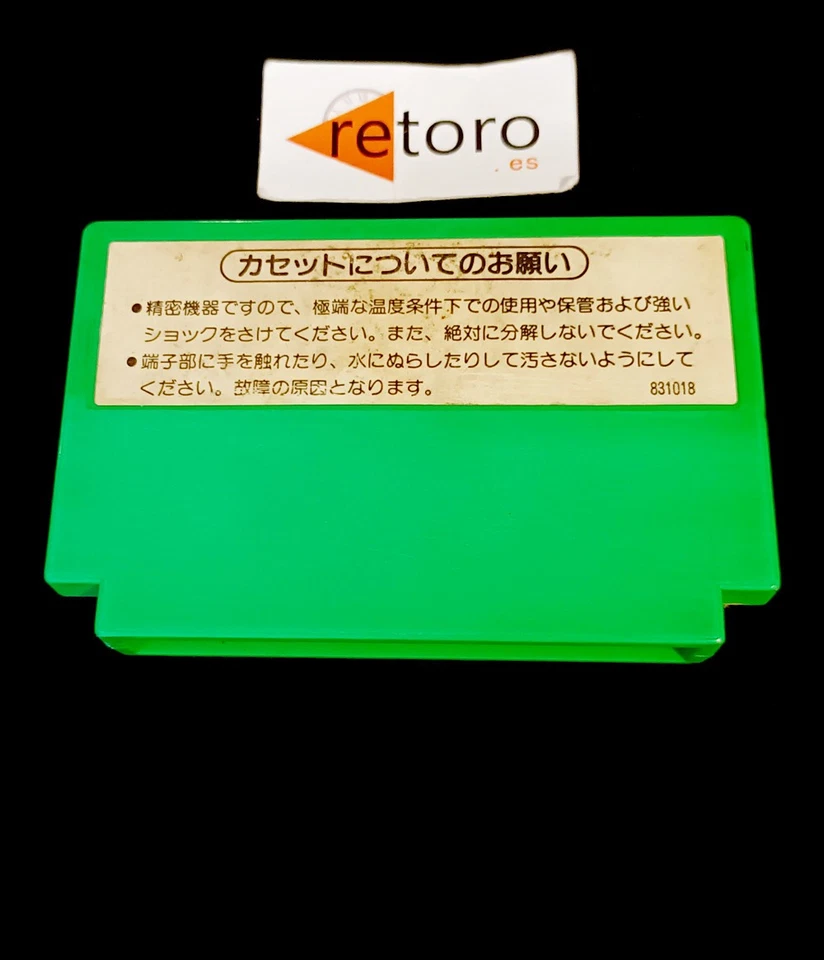 retoro
.es
カセットについてのお願い
●精密機器ですので、極端な温度条件下での使用や保管および強い
ショックをさけてください。また、絶対に分解しないでください。
●端子部に手を触れたり、水にぬらしたりして汚さないようにして
ください。故障の原因となります。 831018